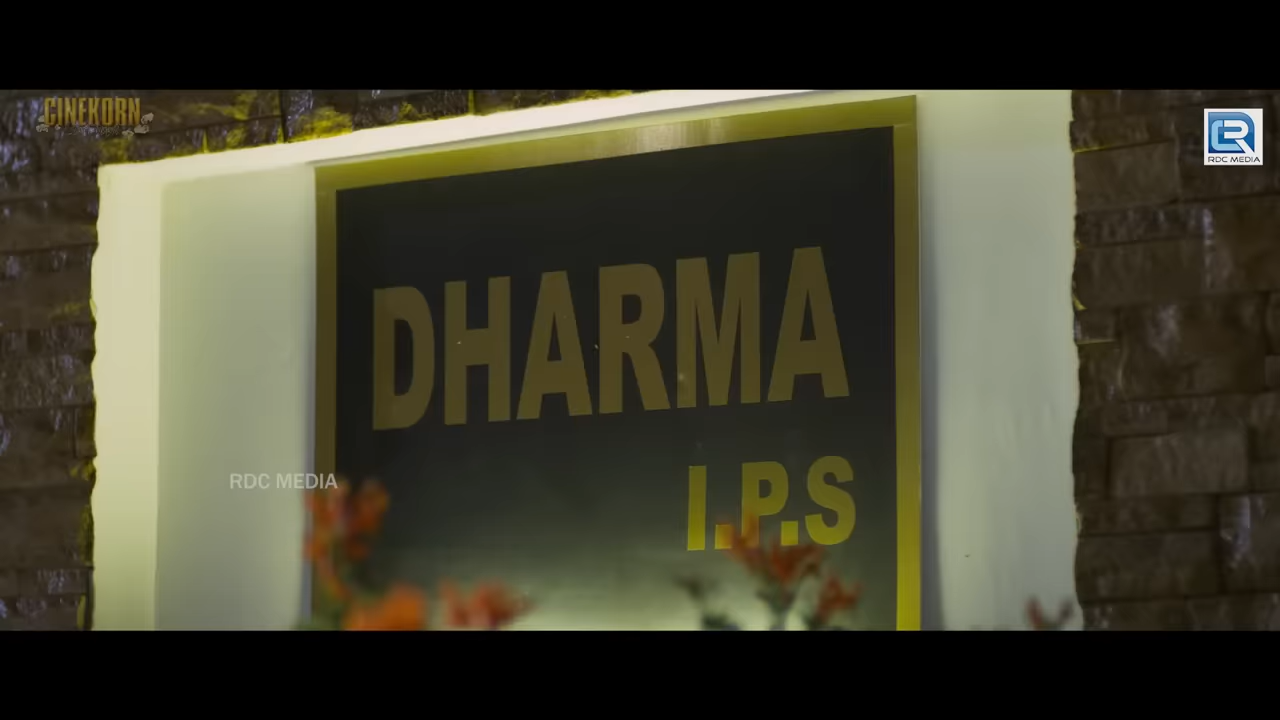 CINEKORN
RDC MEDIA
DHARMA
I.P.S
RDC MEDIA